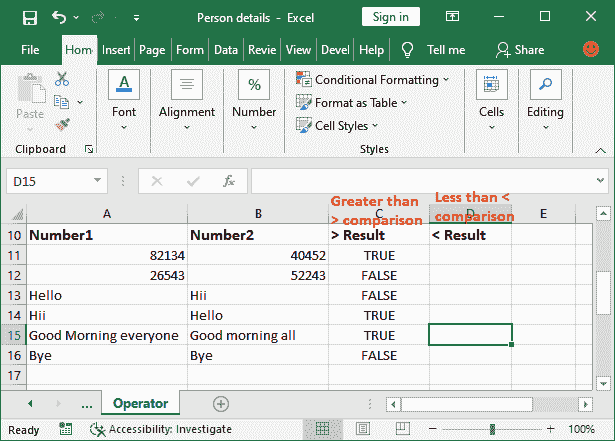 Person details - Excel
Sign in
File Hom Insert Page Form Data Revie View Devel Help Tell me Share
Paste Font Alignment Number Conditional Formatting Cells Editing
Format as Table
Cell Styles
Clipboard Styles
D15 fx
Greater than Less than <
> comparison comparison
A B C D E
10 Number1 Number2 > Result < Result
11 82134 40452 TRUE
12 26543 52243 FALSE
13 Hello Hii FALSE
14 Hii Hello TRUE
15 Good Morning everyone Good morning all TRUE
16 Bye Bye FALSE
17
... Operator
Ready Accessibility: Investigate 100%